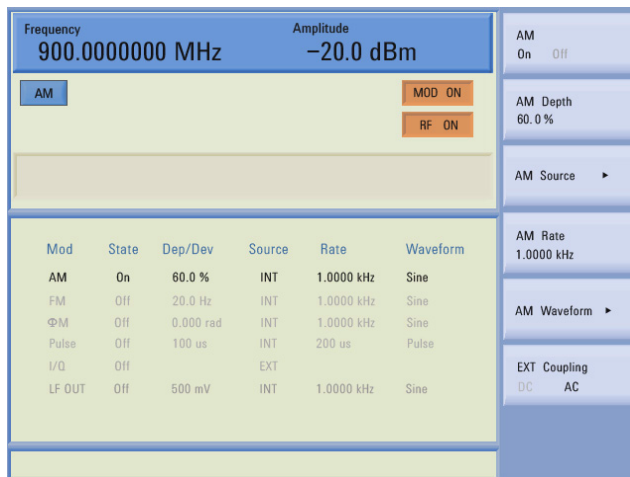 Frequency Amplitude
900.0000000 MHz –20.0 dBm
AM MOD ON
RF ON
Mod State Dep/Dev Source Rate Waveform
AM On 60.0 % INT 1.0000 kHz Sine
FM Off 20.0 Hz INT 1.0000 kHz Sine
ΦM Off 0.000 rad INT 1.0000 kHz Sine
Pulse Off 100 us INT 200 us Pulse
I/Q Off EXT
LF OUT Off 500 mV INT 1.0000 kHz Sine
AM
On Off
AM Depth
60.0 %
AM Source ►
AM Rate
1.0000 kHz
AM Waveform ►
EXT Coupling
DC AC